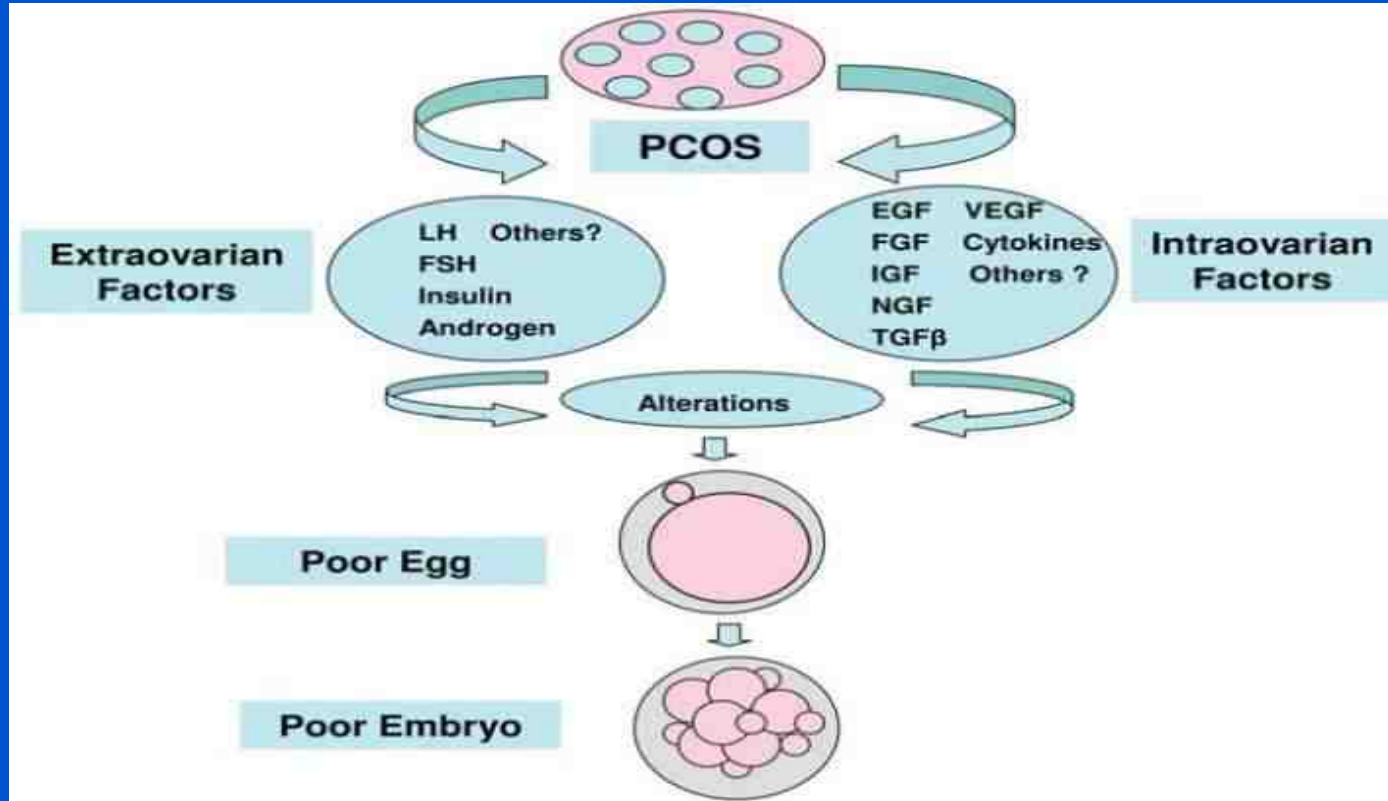 PCOS
Extraovarian
Factors
LH Others?
FSH
Insulin
Androgen
EGF VEGF
FGF Cytokines
IGF Others ?
NGF
TGFβ
Intraovarian
Factors
Alterations
Poor Egg
Poor Embryo